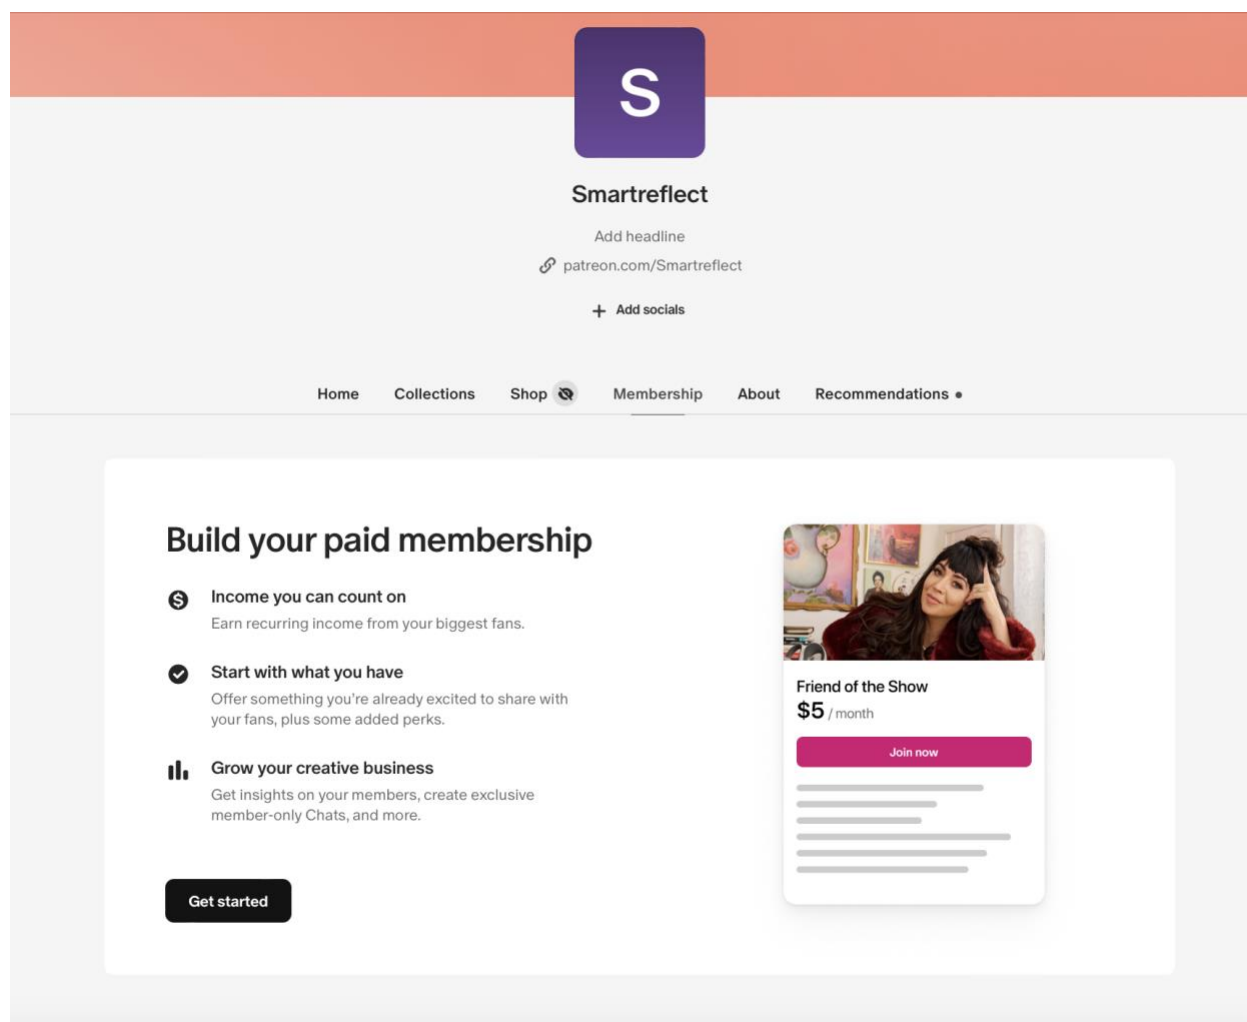 S
Smartreflect
Add headline
patreon.com/Smartreflect
+ Add socials
Home Collections Shop Membership About Recommendations •
Build your paid membership
Income you can count on
Earn recurring income from your biggest fans.
Start with what you have
Offer something you’re already excited to share with
your fans, plus some added perks.
Grow your creative business
Get insights on your members, create exclusive
member-only Chats, and more.
Get started
Friend of the Show
$5 / month
Join now